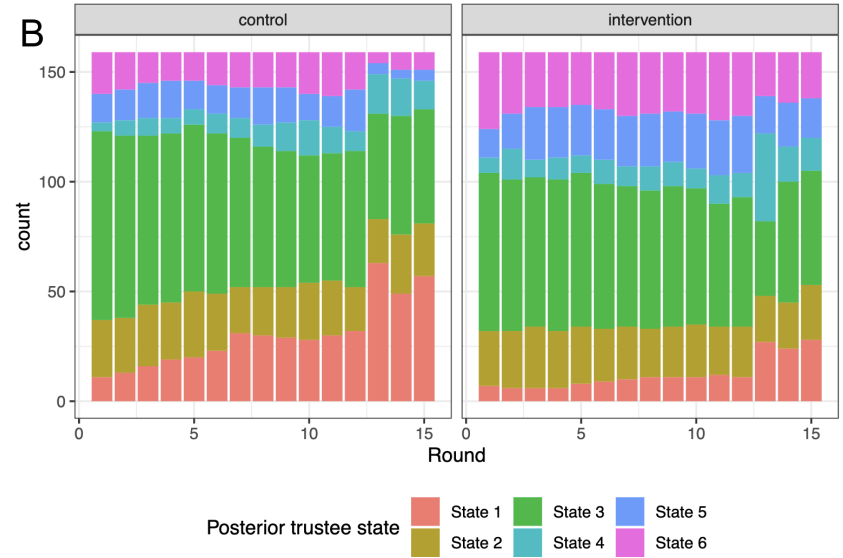 B
control
intervention
count
150
100
50
0
0 5 10 15
0 5 10 15
Round
Posterior trustee state
State 1 State 3 State 5
State 2 State 4 State 6